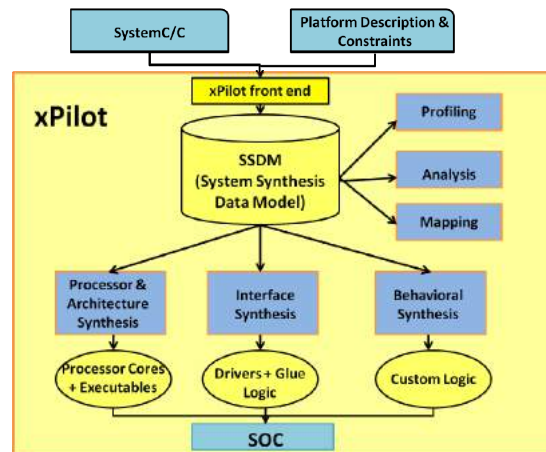 SystemC/C
Platform Description &
Constraints
xPilot front end
xPilot
Profiling
SSDM
(System Synthesis
Data Model)
Analysis
Mapping
Processor &
Architecture
Synthesis
Interface
Synthesis
Behavioral
Synthesis
Processor Cores
+ Executables
Drivers + Glue
Logic
Custom Logic
SOC